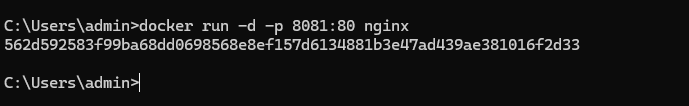 C:\Users\admin>docker run -d -p 8081:80 nginx
562d592583f99ba68dd0698568e8ef157d6134881b3e47ad439ae381016f2d33
C:\Users\admin>